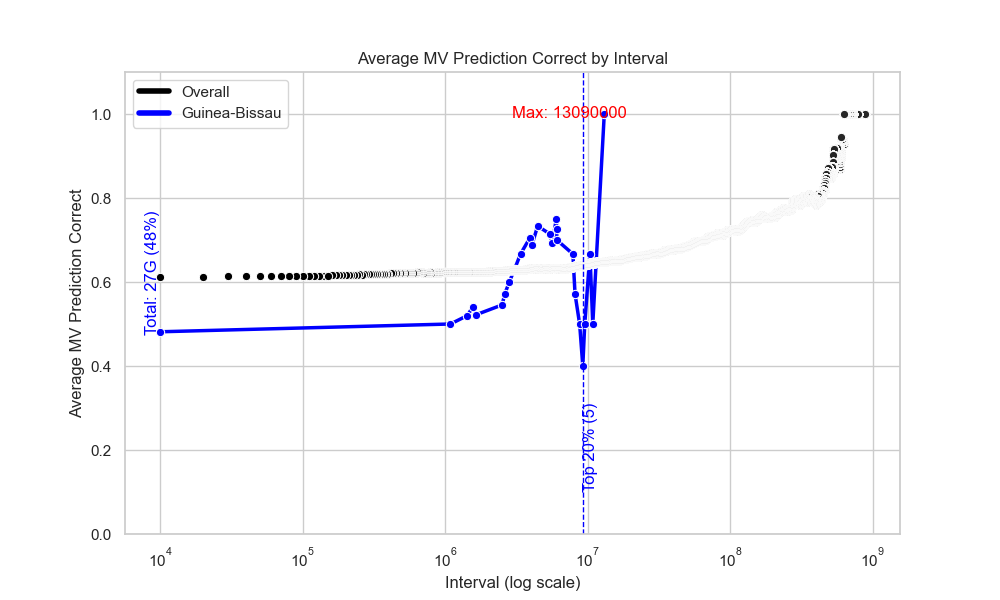 Average MV Prediction Correct by Interval
Overall
Guinea-Bissau
Max: 13090000
Total: 27G (48%)
Top 20% (5)
Average MV Prediction Correct
1.0
0.8
0.6
0.4
0.2
0.0
10^4
10^5
10^6
10^7
10^8
10^9
Interval (log scale)